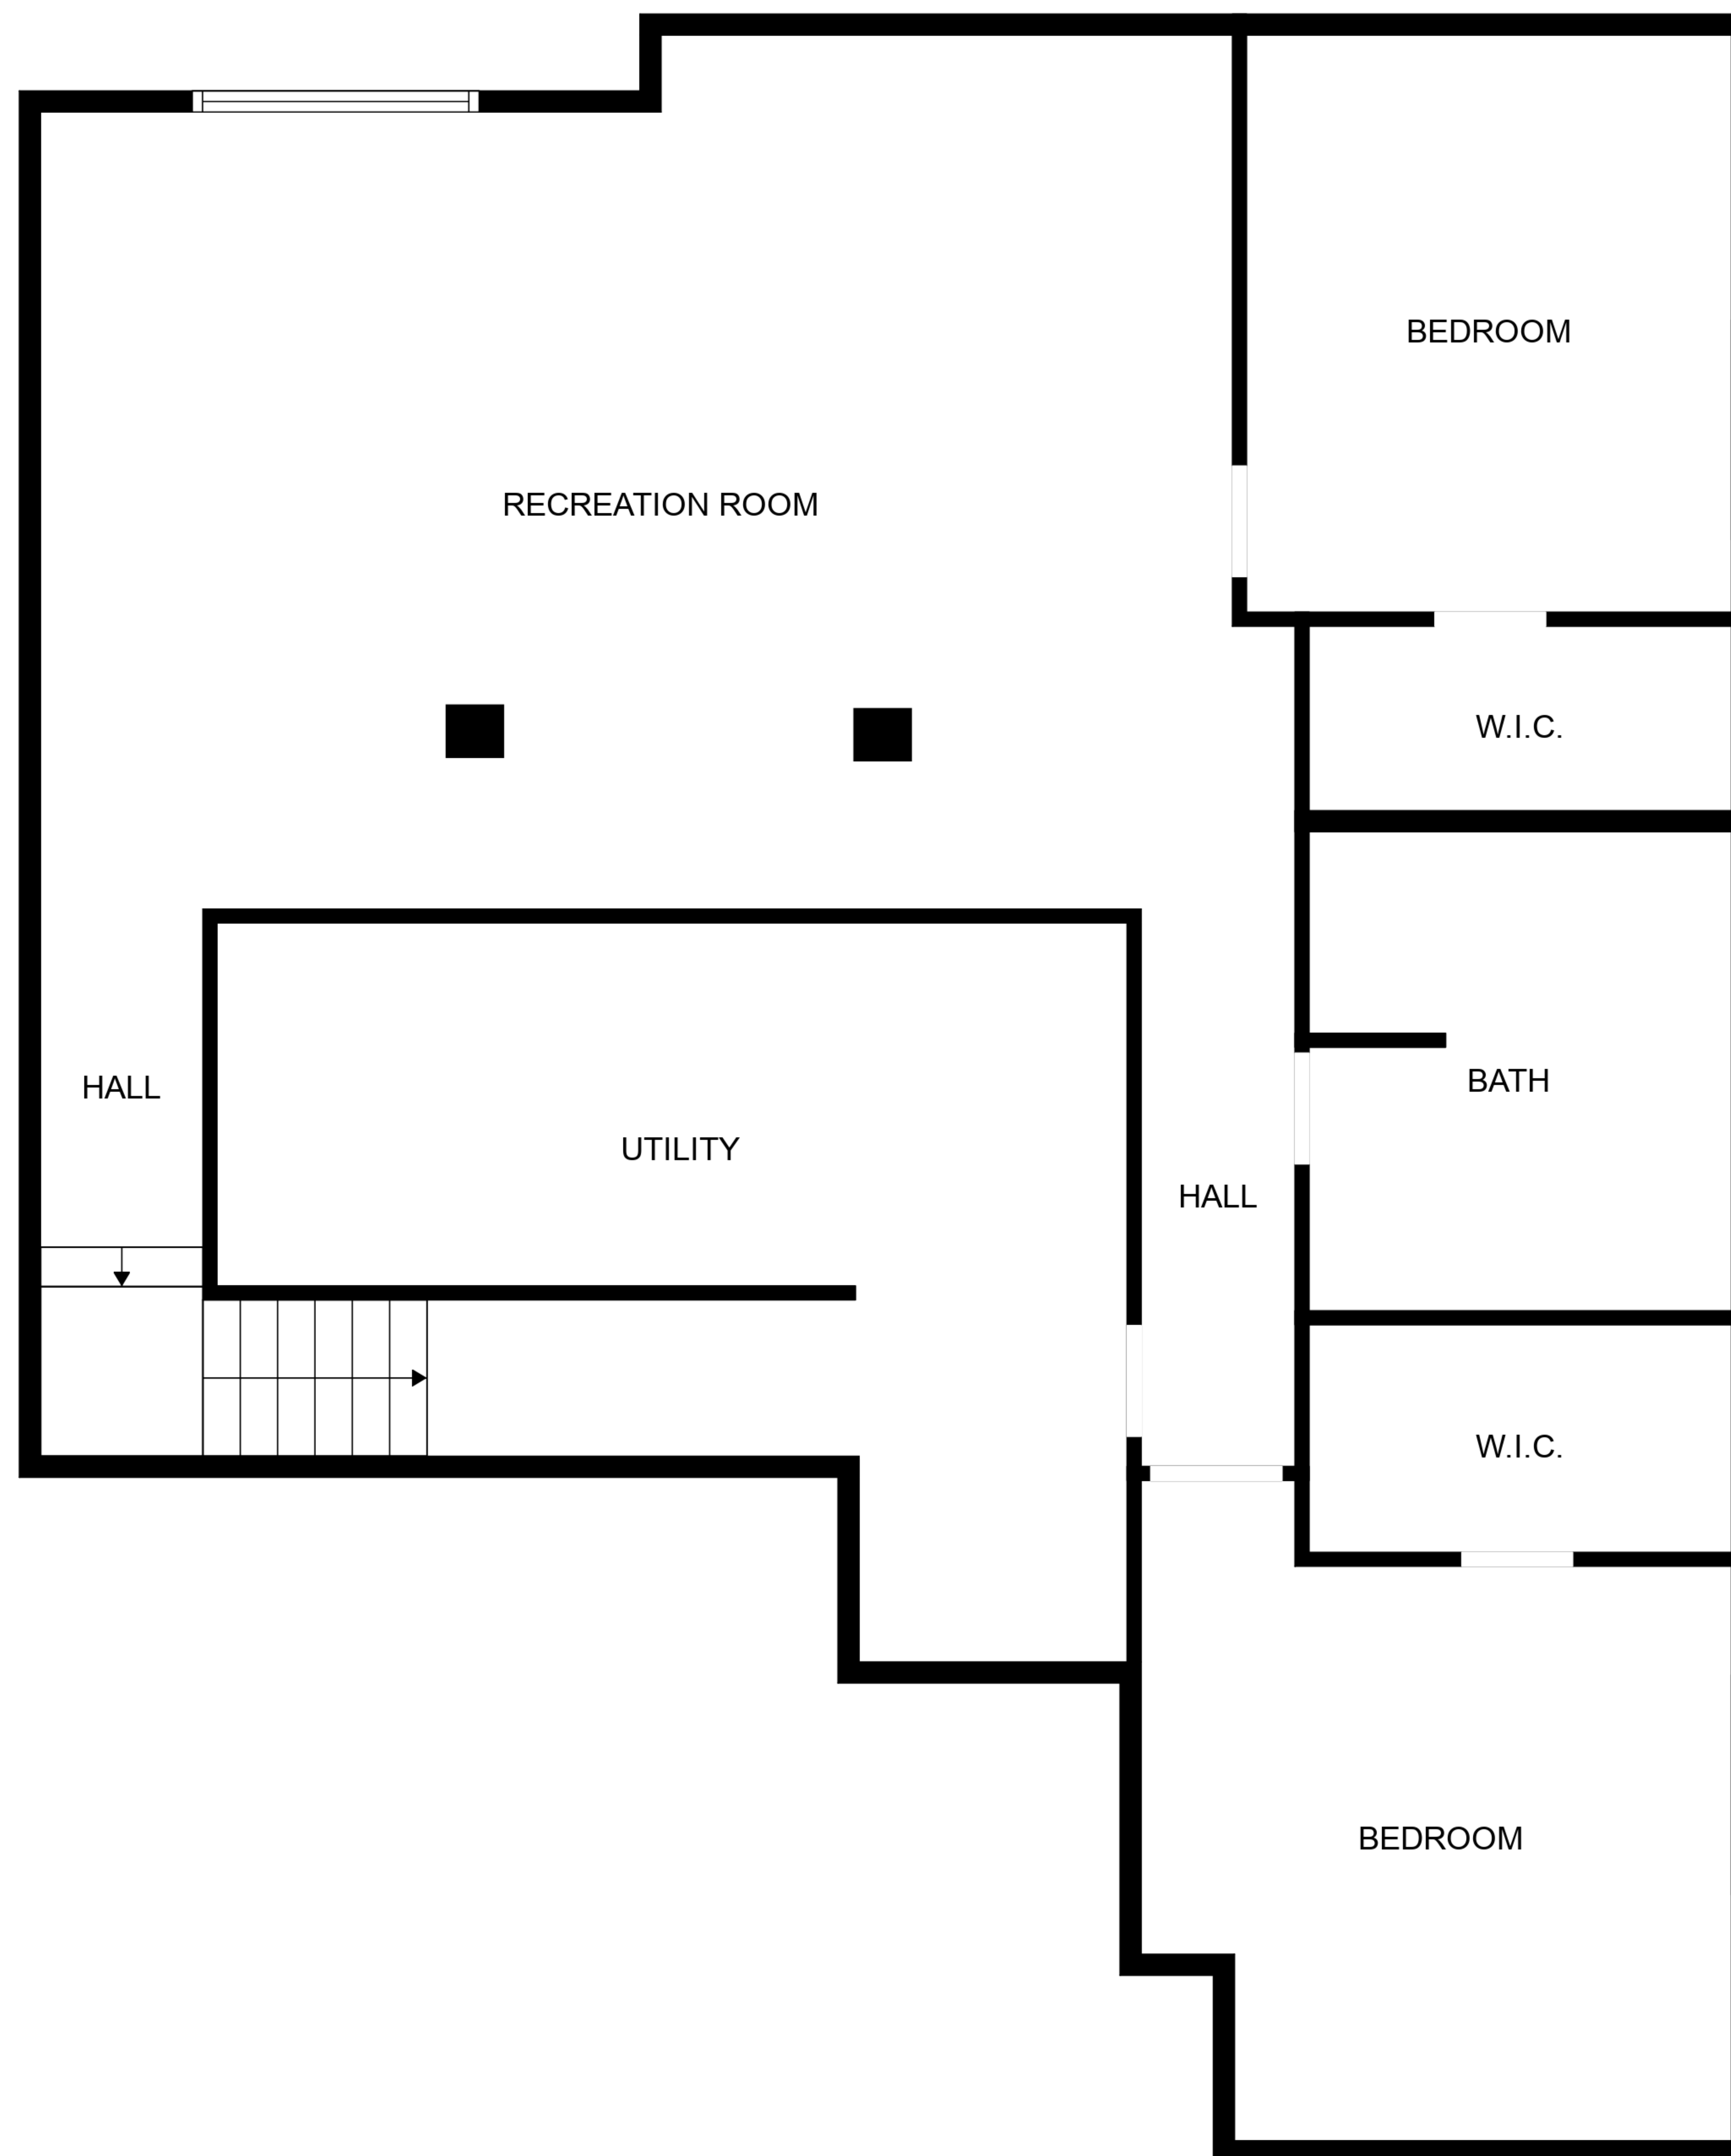 BEDROOM
RECREATION ROOM
W.I.C.
BATH
HALL
UTILITY
HALL
W.I.C.
BEDROOM